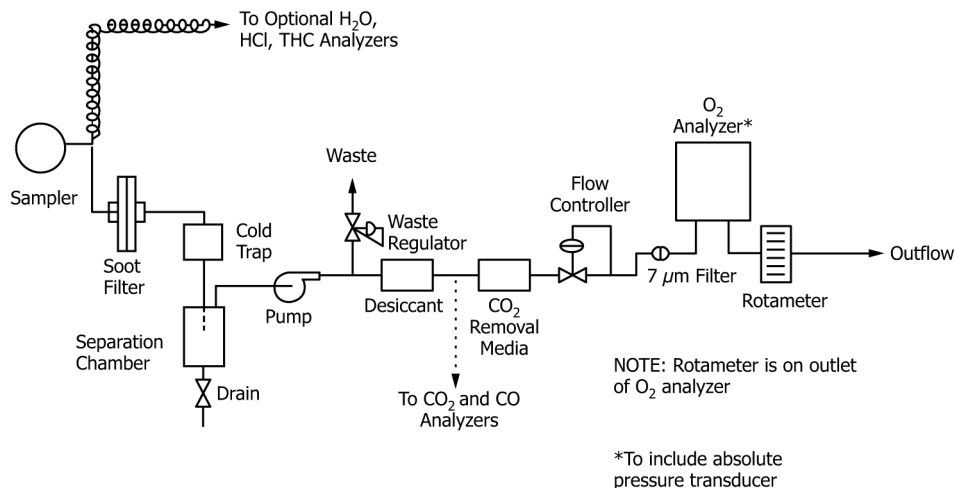 To Optional H₂O,
HCl, THC Analyzers
O₂
Analyzer*
Sampler
Waste
Flow
Controller
Waste
Regulator
Cold
Trap
Soot
Filter
Outflow
7 µm Filter
Rotameter
Desiccant
CO₂
Removal
Media
Pump
Separation
Chamber
Drain
To CO₂ and CO
Analyzers
NOTE: Rotameter is on outlet
of O₂ analyzer
*To include absolute
pressure transducer